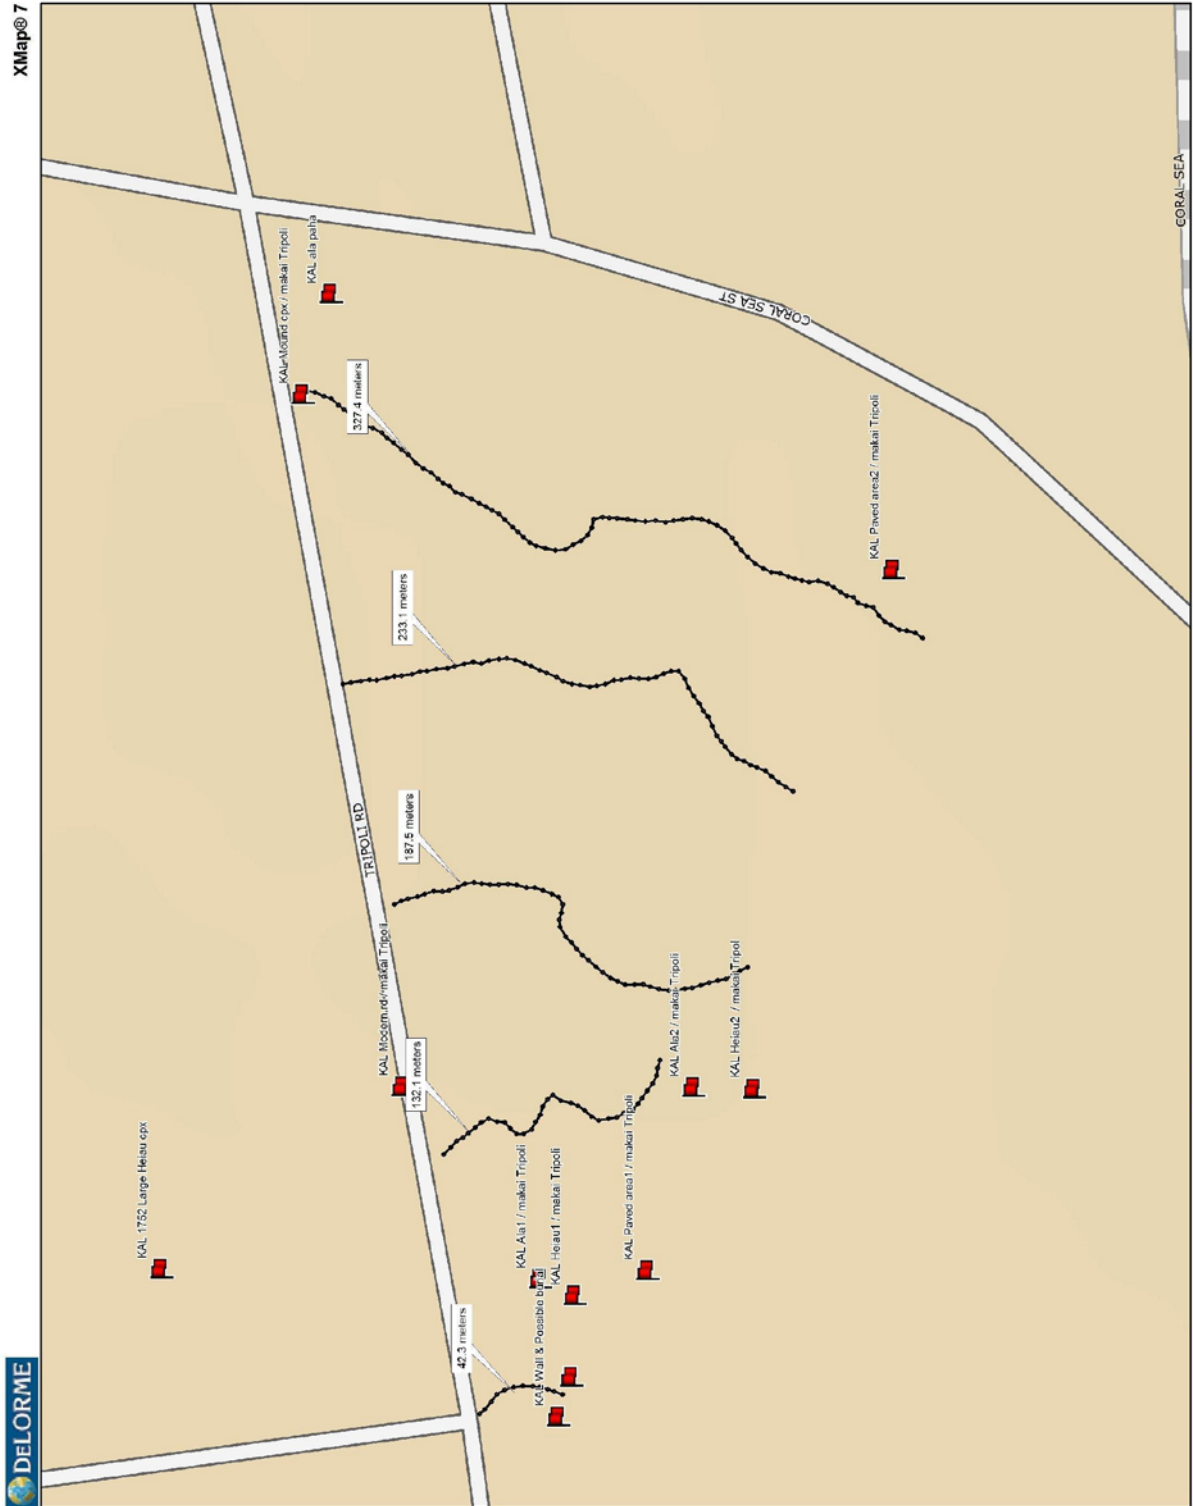 XMap® 7
DELORME
KAL Mound cpx / makai Tripoli
KAL ala paha
327.4 meters
CORAL SEA ST
CORAL-SEA
KAL Paved area2 / makai Tripoli
233.1 meters
TRIPOLI RD
187.5 meters
KAL Modern rd / makai Tripoli
132.1 meters
KAL Ala2 / makai Tripoli
KAL Heiau2 / makai Tripol
KAL 1752 Large Heiau cpx
KAL Ala1 / makai Tripoli
KAL Heiau1 / makai Tripoli
KAL Paved area1 / makai Tripoli
KAL Wall & Possible burial
42.3 meters